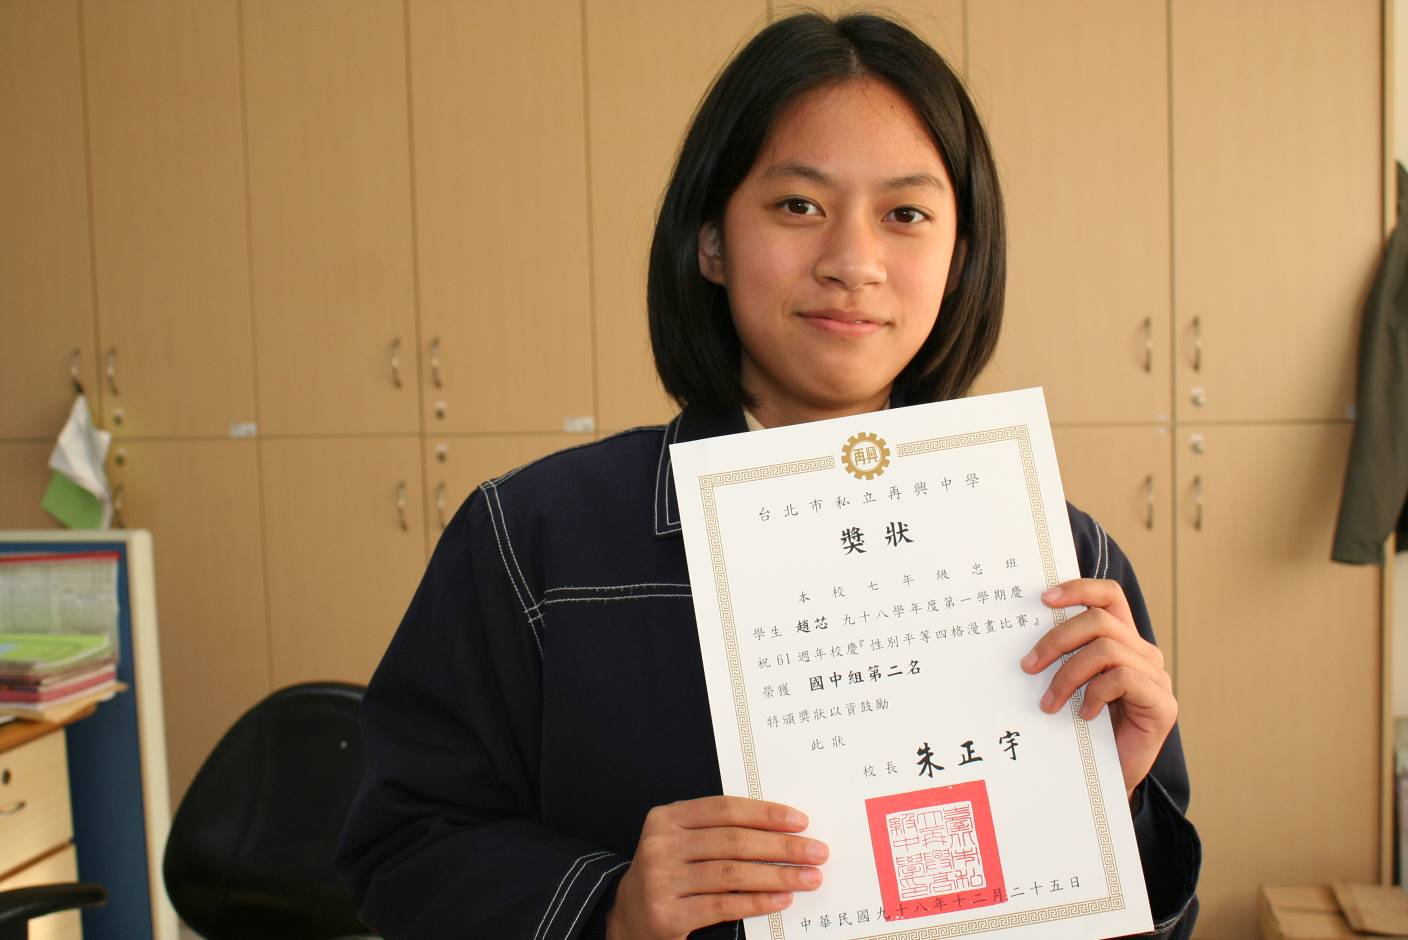 再興
台北市私立再興中學
獎狀
本校七年級忠班
學生 趙芯 九十八學年度第一學期慶
祝61週年校慶『性別平等四格漫畫比賽』
榮獲 國中組第二名
特頒獎狀以資鼓勵
此狀
校長 朱正宇
中華民國九十八年十二月二十五日